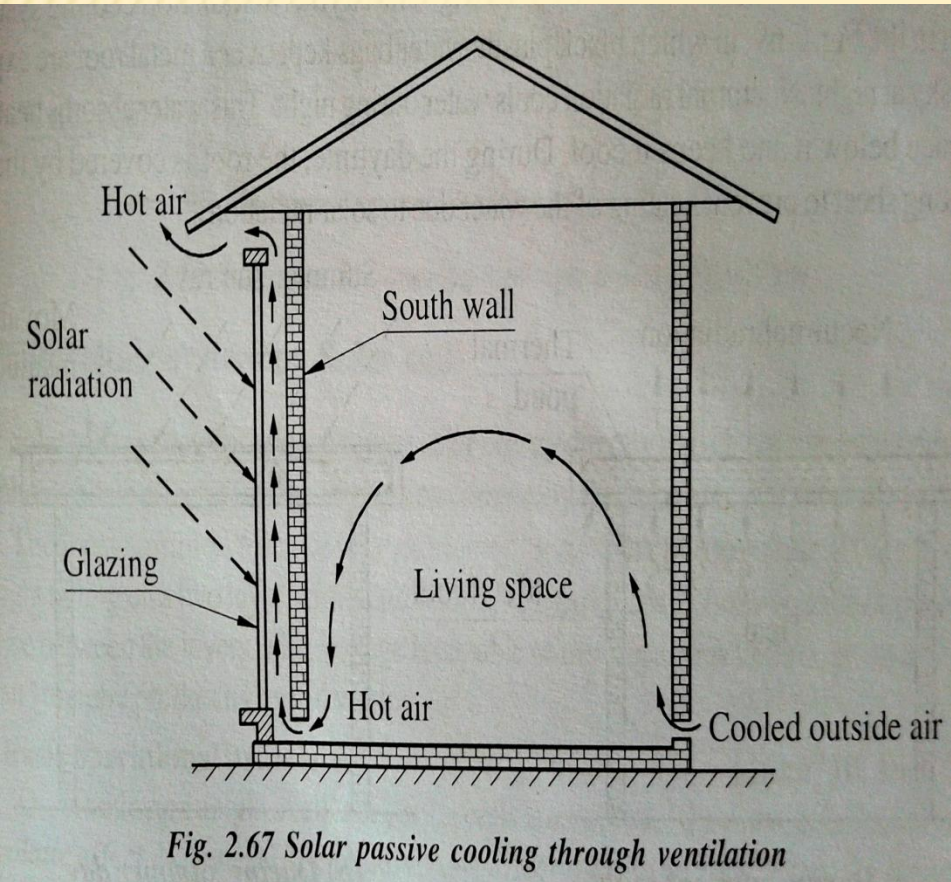 Hot air
South wall
Solar
radiation
Glazing
Living space
Hot air
Cooled outside air
Fig. 2.67 Solar passive cooling through ventilation